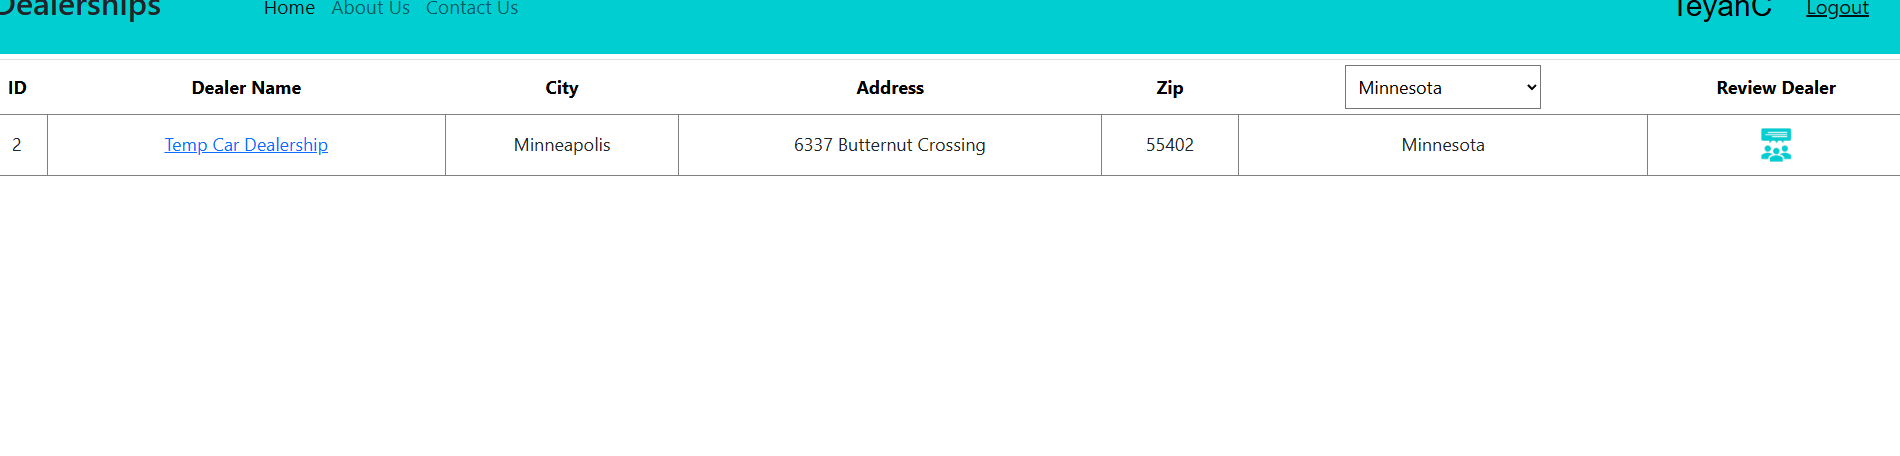 Dealerships Home About Us Contact Us TeyanC Logout
ID Dealer Name City Address Zip Minnesota Review Dealer
2 Temp Car Dealership Minneapolis 6337 Butternut Crossing 55402 Minnesota